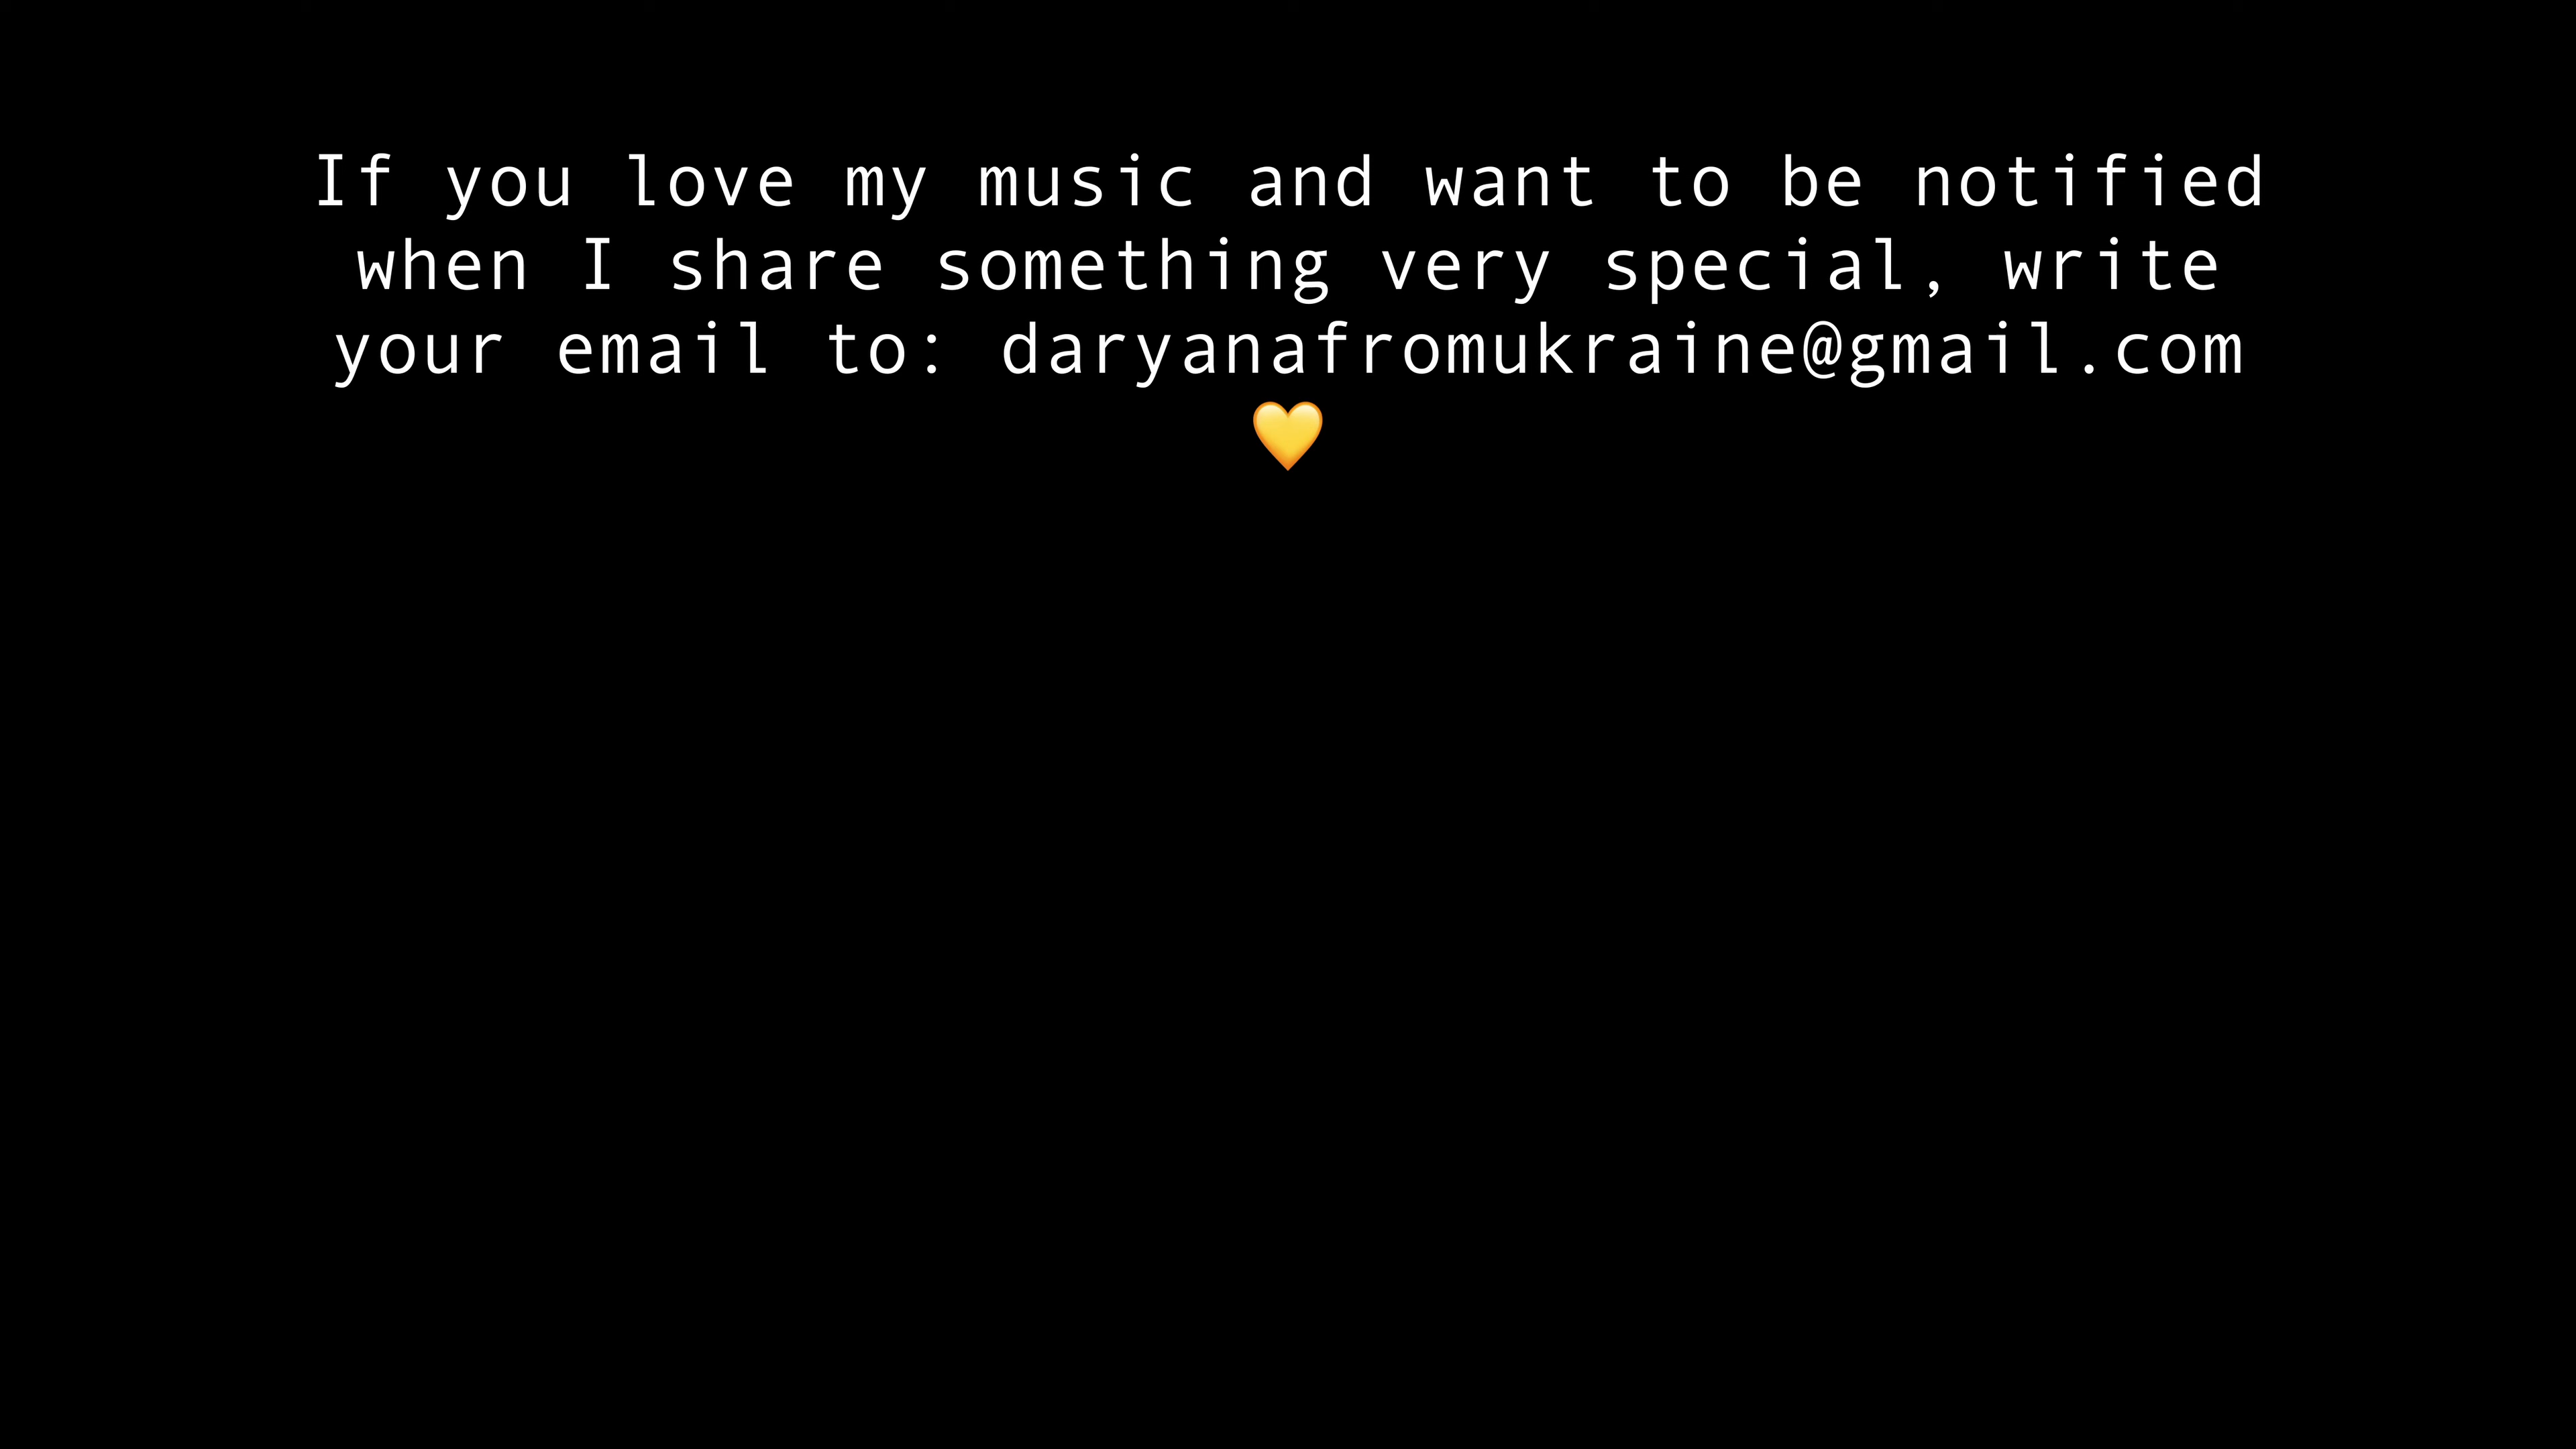 If you love my music and want to be notified
when I share something very special, write
your email to: daryanafromukraine@gmail.com
💛